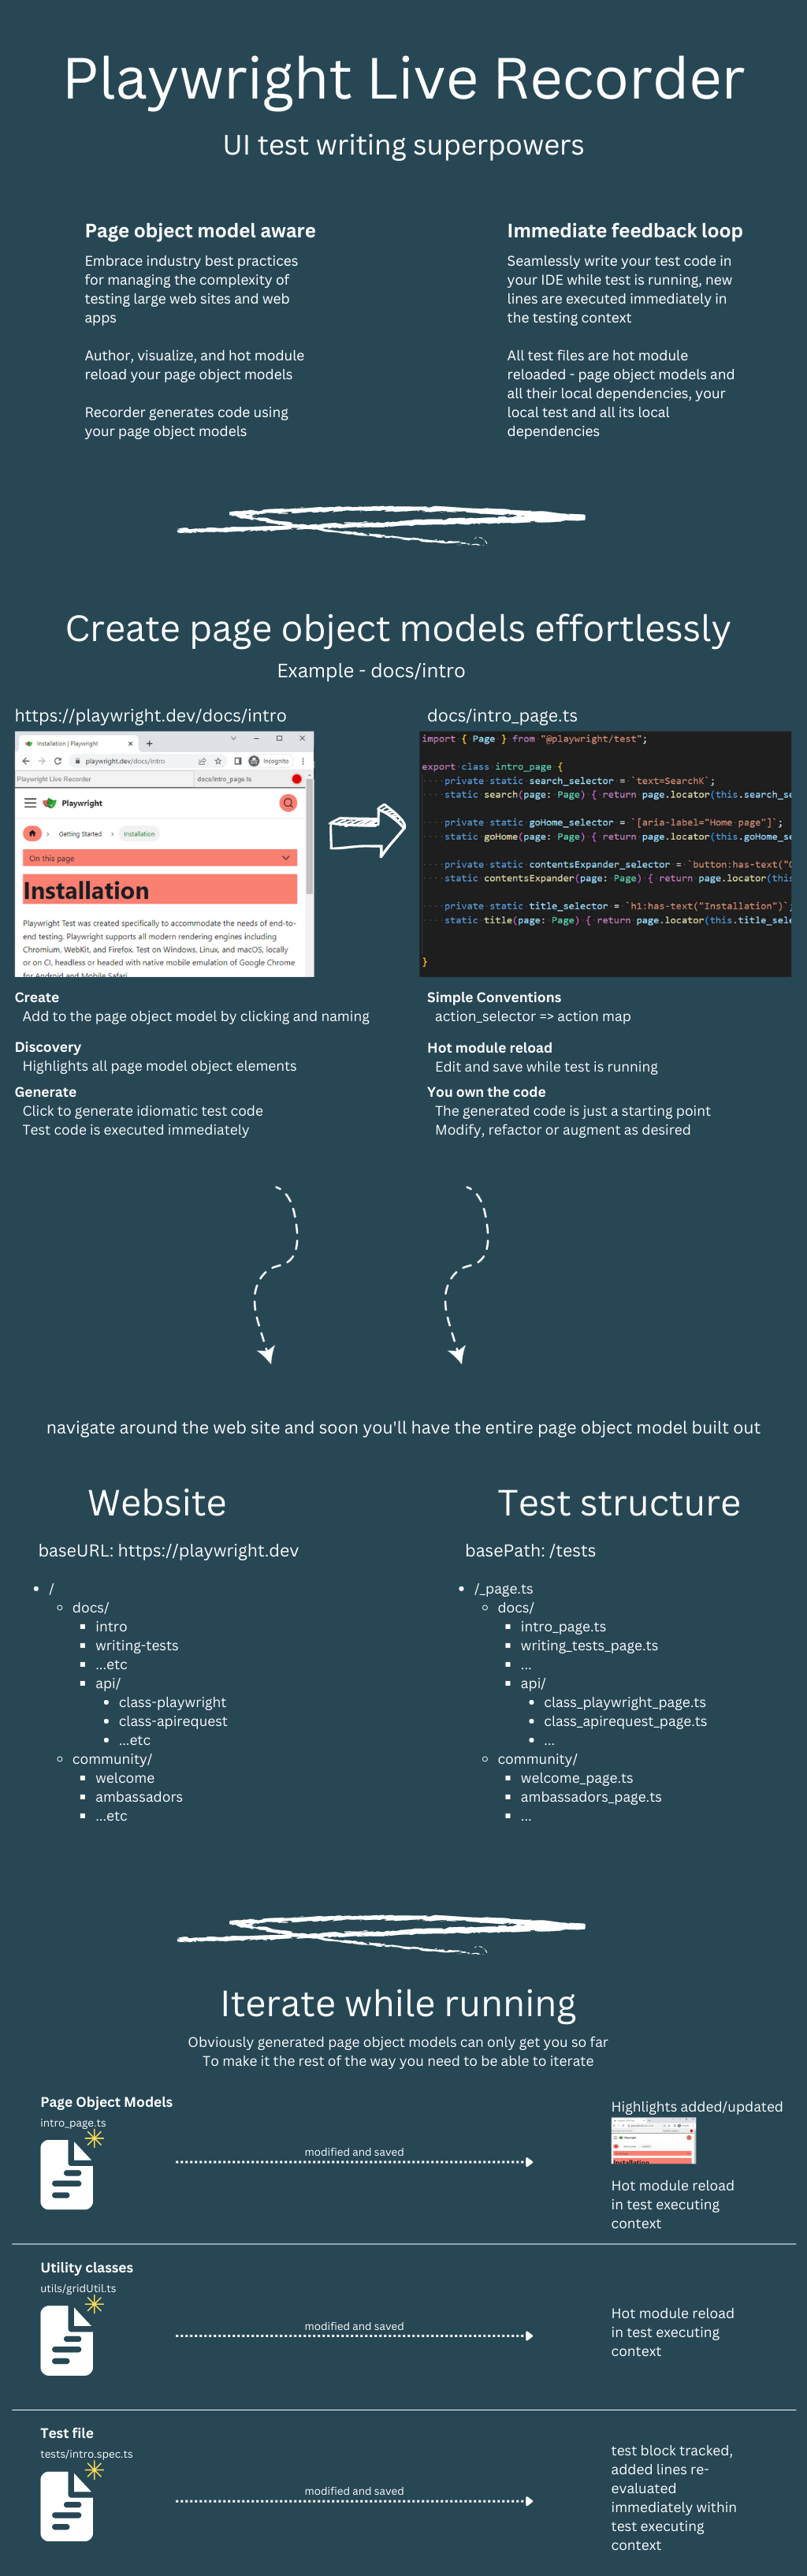 Playwright Live Recorder
UI test writing superpowers
Page object model aware
Embrace industry best practices
for managing the complexity of
testing large web sites and web
apps
Author, visualize, and hot module
reload your page object models
Recorder generates code using
your page object models
Immediate feedback loop
Seamlessly write your test code in
your IDE while test is running, new
lines are executed immediately in
the testing context
All test files are hot module
reloaded - page object models and
all their local dependencies, your
local test and all its local
dependencies
Create page object models effortlessly
Example - docs/intro
https://playwright.dev/docs/intro
Installation | Playwright
playwright.dev/docs/intro
Incognito
Playwright Live Recorder
docs/intro_page.ts
Playwright
Getting Started
Installation
On this page
Installation
Playwright Test was created specifically to accommodate the needs of end-to-
end testing. Playwright supports all modern rendering engines including
Chromium, WebKit, and Firefox. Test on Windows, Linux, and macOS, locally
or on CI, headless or headed with native mobile emulation of Google Chrome
for Android and Mobile Safari.
docs/intro_page.ts
import { Page } from "@playwright/test";
export class intro_page {
private static search_selector = `text=SearchK`;
static search(page: Page) { return page.locator(this.search_se
private static goHome_selector = `[aria-label="Home page"]`;
static goHome(page: Page) { return page.locator(this.goHome_se
private static contentsExpander_selector = `button:has-text("
static contentsExpander(page: Page) { return page.locator(this
private static title_selector = `h1:has-text("Installation")`;
static title(page: Page) { return page.locator(this.title_sele
}
Create
Add to the page object model by clicking and naming
Discovery
Highlights all page model object elements
Generate
Click to generate idiomatic test code
Test code is executed immediately
Simple Conventions
action_selector => action map
Hot module reload
Edit and save while test is running
You own the code
The generated code is just a starting point
Modify, refactor or augment as desired
navigate around the web site and soon you'll have the entire page object model built out
Website
baseURL: https://playwright.dev
/
docs/
intro
writing-tests
...etc
api/
class-playwright
class-apirequest
...etc
community/
welcome
ambassadors
...etc
Test structure
basePath: /tests
/_page.ts
docs/
intro_page.ts
writing_tests_page.ts
...
api/
class_playwright_page.ts
class_apirequest_page.ts
...
community/
welcome_page.ts
ambassadors_page.ts
...
Iterate while running
Obviously generated page object models can only get you so far
To make it the rest of the way you need to be able to iterate
Page Object Models
intro_page.ts
modified and saved
Highlights added/updated
Playwright
Installation
Hot module reload
in test executing
context
Utility classes
utils/gridUtil.ts
modified and saved
Hot module reload
in test executing
context
Test file
tests/intro.spec.ts
modified and saved
test block tracked,
added lines re-
evaluated
immediately within
test executing
context